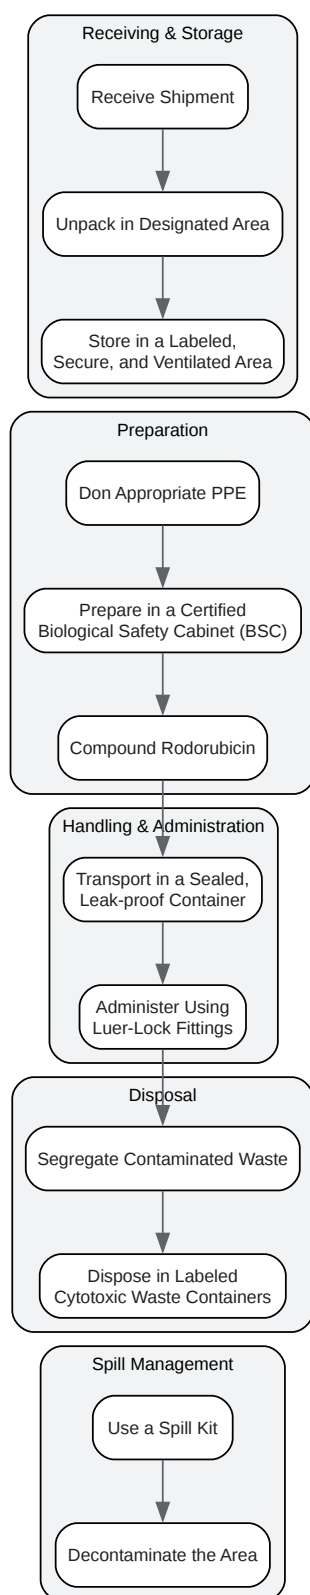 Receiving & Storage
Receive Shipment
Unpack in Designated Area
Store in a Labeled,
Secure, and Ventilated Area
Preparation
Don Appropriate PPE
Prepare in a Certified
Biological Safety Cabinet (BSC)
Compound Rodorubicin
Handling & Administration
Transport in a Sealed,
Leak-proof Container
Administer Using
Luer-Lock Fittings
Disposal
Segregate Contaminated Waste
Dispose in Labeled
Cytotoxic Waste Containers
Spill Management
Use a Spill Kit
Decontaminate the Area